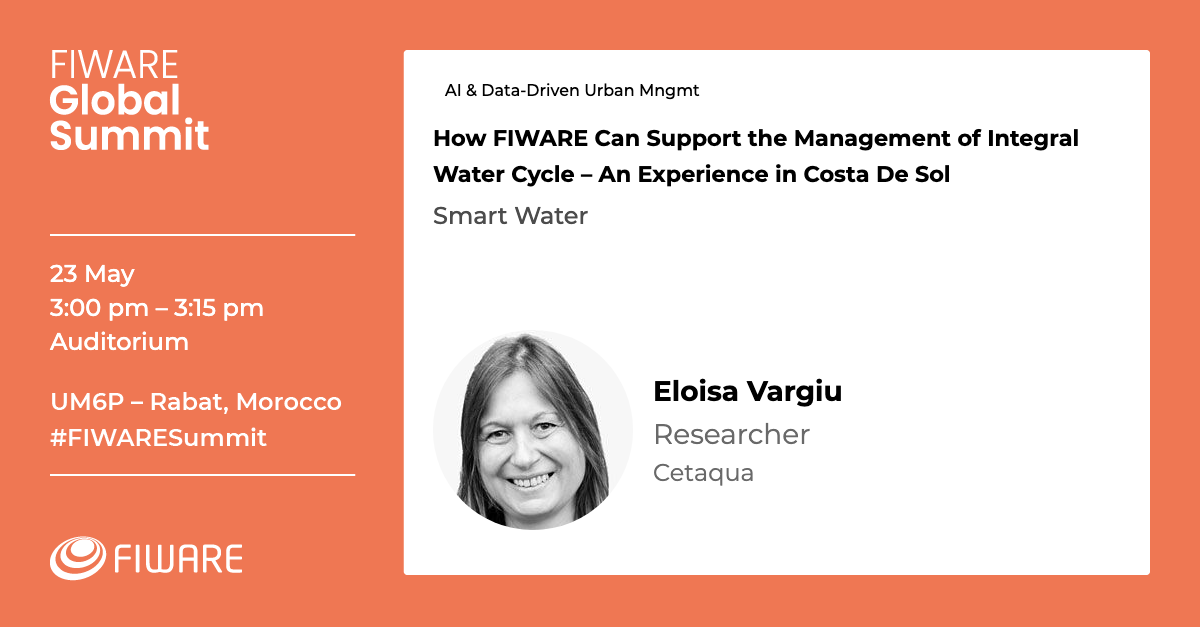 FIWARE
Global
Summit
23 May
3:00 pm – 3:15 pm
Auditorium
UM6P – Rabat, Morocco
#FIWARESummit
FIWARE
AI & Data-Driven Urban Mngmt
How FIWARE Can Support the Management of Integral
Water Cycle – An Experience in Costa De Sol
Smart Water
Eloisa Vargiu
Researcher
Cetaqua